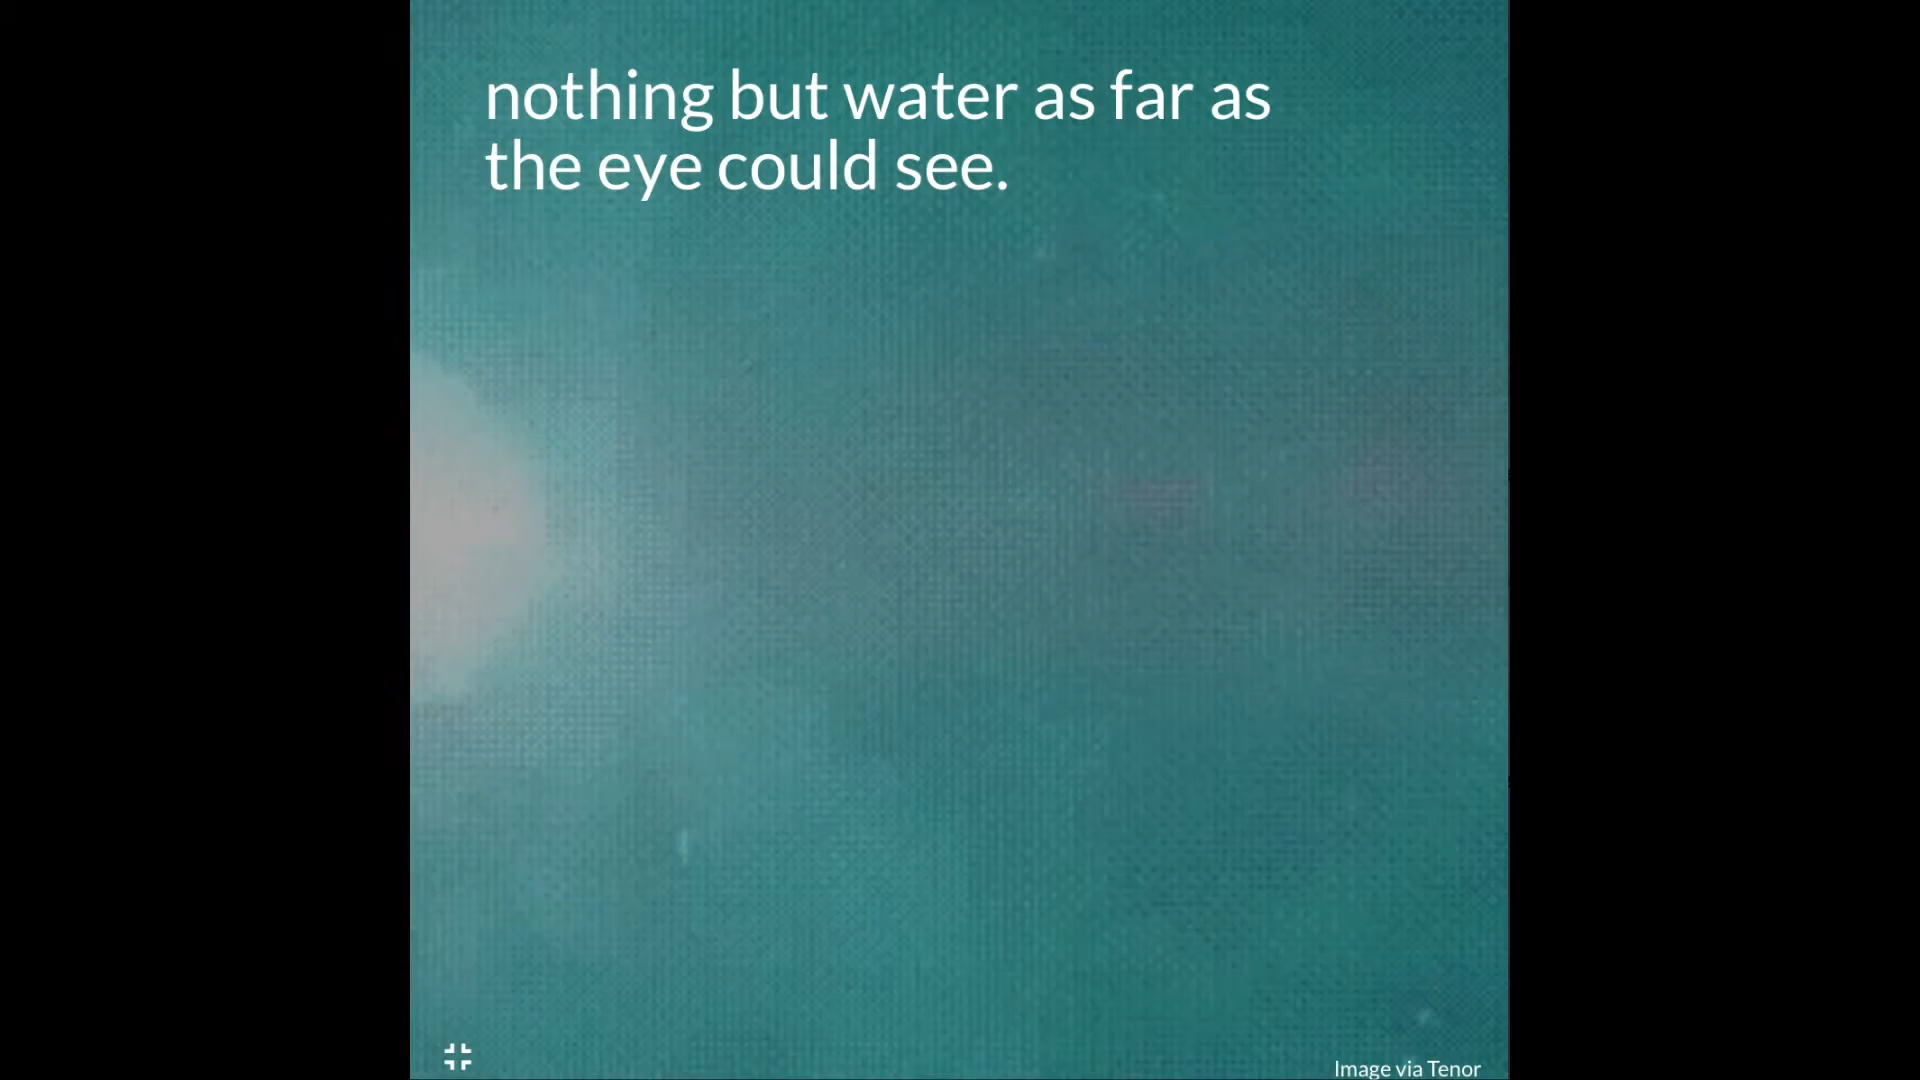 nothing but water as far as
the eye could see.
Image via Tenor